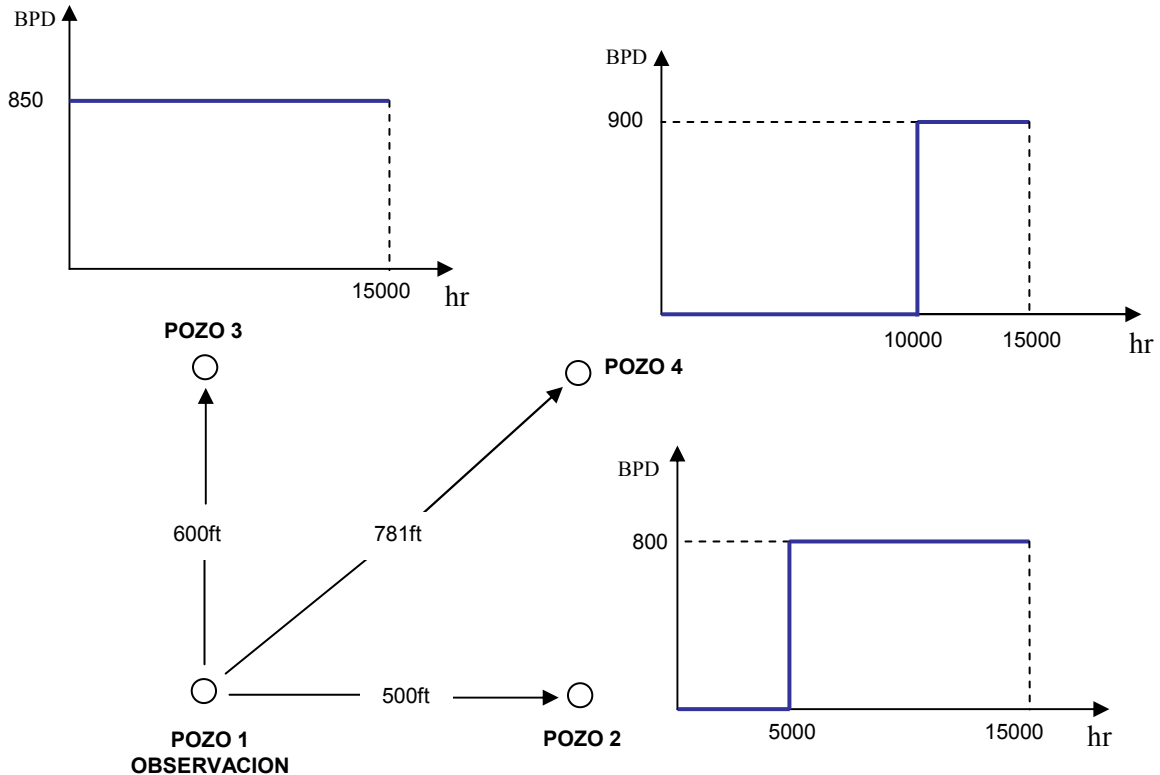 BPD
850
15000
hr
BPD
900
10000
15000
hr
POZO 3
POZO 4
600ft
781ft
BPD
800
5000
15000
hr
500ft
POZO 1
OBSERVACION
POZO 2